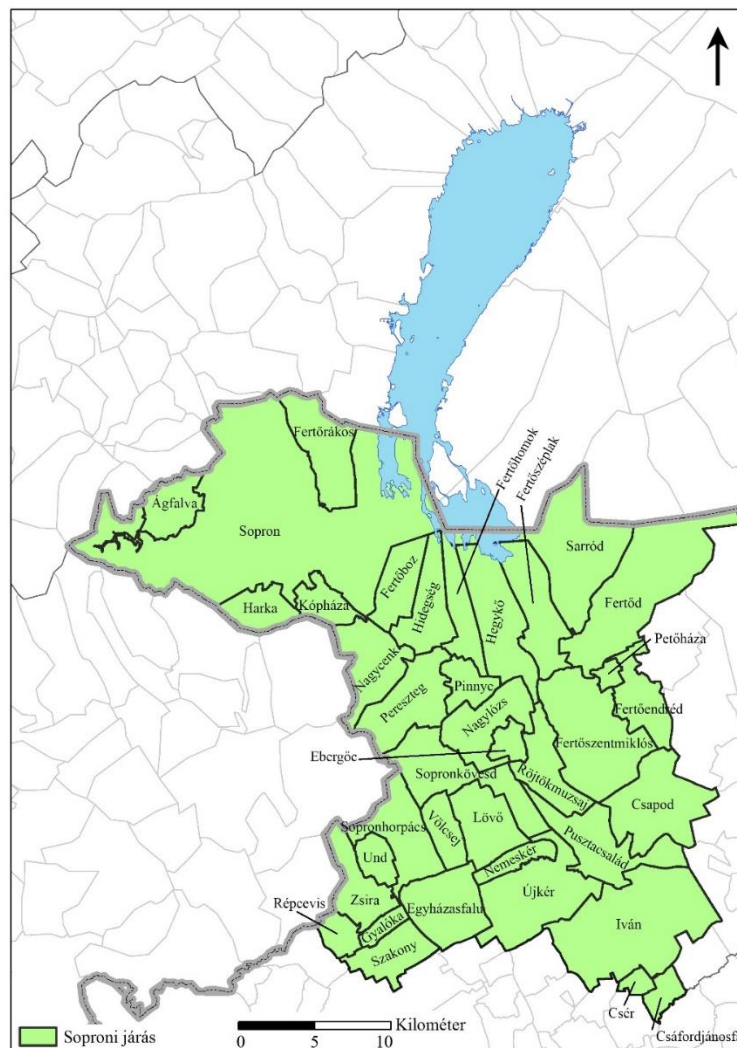 Fertőrákos
Ágfalva
Sopron
Harka
Kópháza
Fertőboz
Hidegség
Fertőhomok
Fertőszéplak
Hegykő
Sarród
Fertőd
Petőháza
Nagycenk
Pereszteg
Pinnye
Nagylózs
Fertőendréd
Fertőszentmiklós
Ebergőc
Sopronkövesd
Röjtökmuzsaj
Csapod
Sopronhorpács
Völcsej
Lövő
Pusztacsalád
Und
Nemeskér
Répcevis
Zsira
Gyalóka
Egyházasfalu
Újkér
Iván
Szakony
Csér
Csáfordjánosfa
Soproni járás
Kilométer
0 5 10